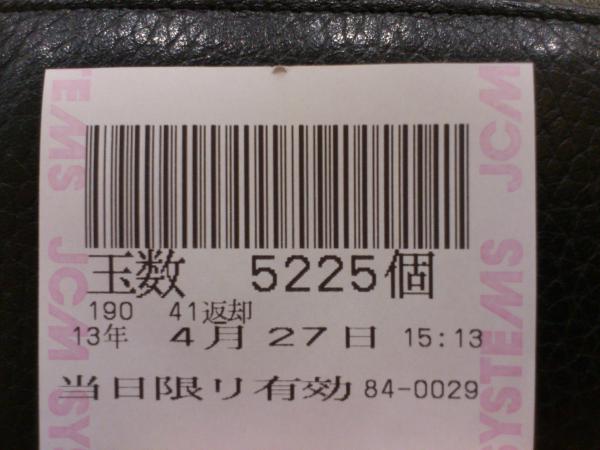 玉数 5225個
190 41返却
13年 4月27日 15:13
当日限り有効 84-0029
JCM SYSTEMS
JCM SYSTEMS